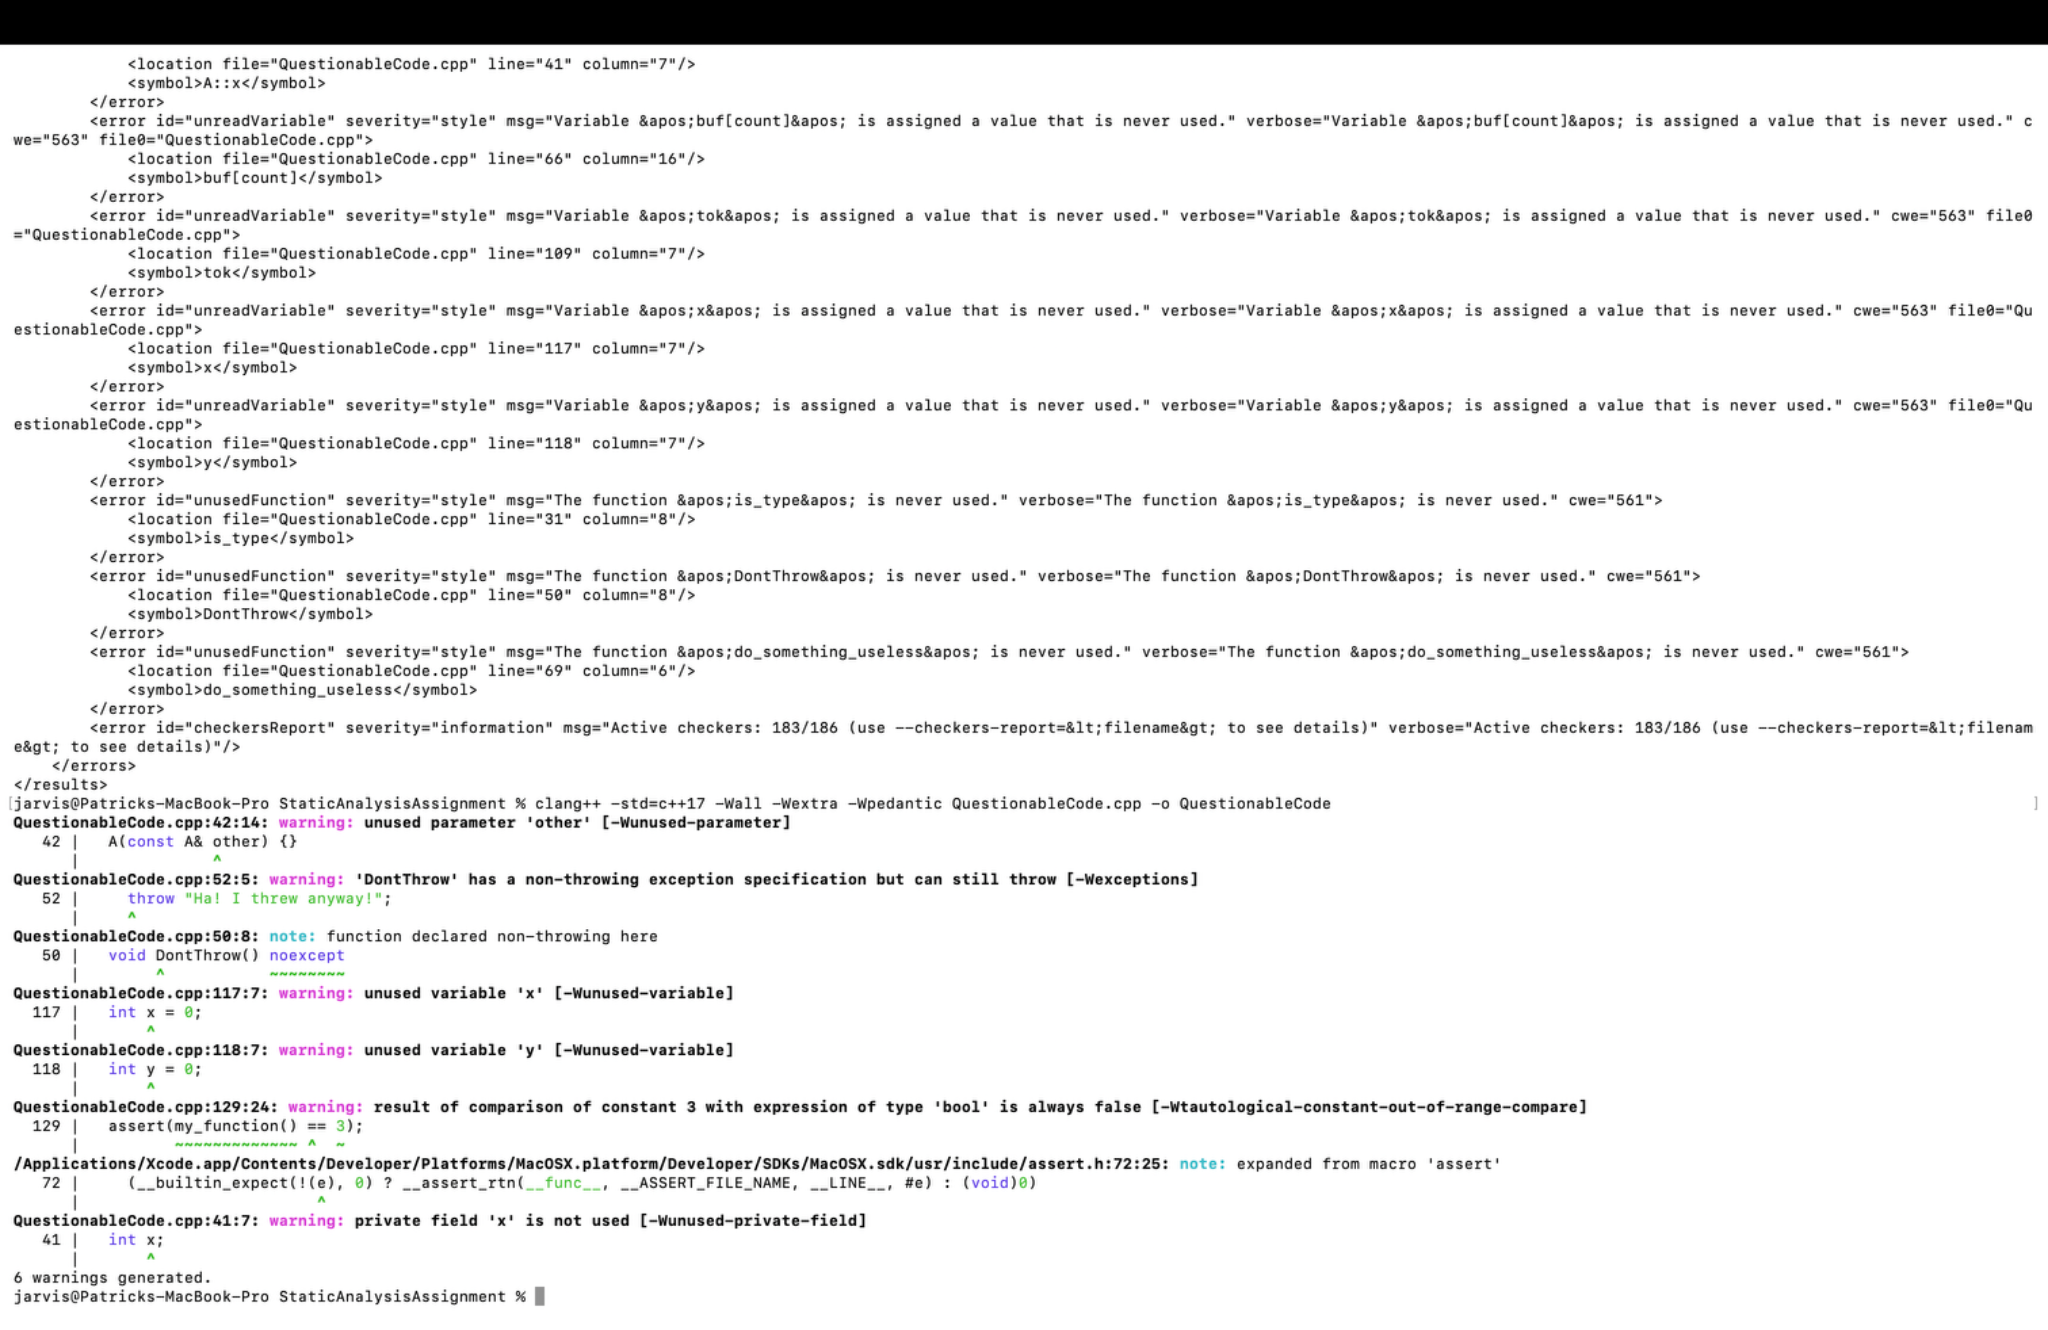 <location file="QuestionableCode.cpp" line="41" column="7"/>
<symbol>A::x</symbol>
</error>
<error id="unreadVariable" severity="style" msg="Variable &apos;buf[count]&apos; is assigned a value that is never used." verbose="Variable &apos;buf[count]&apos; is assigned a value that is never used." c
we="563" file0="QuestionableCode.cpp">
<location file="QuestionableCode.cpp" line="66" column="16"/>
<symbol>buf[count]</symbol>
</error>
<error id="unreadVariable" severity="style" msg="Variable &apos;tok&apos; is assigned a value that is never used." verbose="Variable &apos;tok&apos; is assigned a value that is never used." cwe="563" file0
="QuestionableCode.cpp">
<location file="QuestionableCode.cpp" line="109" column="7"/>
<symbol>tok</symbol>
</error>
<error id="unreadVariable" severity="style" msg="Variable &apos;x&apos; is assigned a value that is never used." verbose="Variable &apos;x&apos; is assigned a value that is never used." cwe="563" file0="Qu
estionableCode.cpp">
<location file="QuestionableCode.cpp" line="117" column="7"/>
<symbol>x</symbol>
</error>
<error id="unreadVariable" severity="style" msg="Variable &apos;y&apos; is assigned a value that is never used." verbose="Variable &apos;y&apos; is assigned a value that is never used." cwe="563" file0="Qu
estionableCode.cpp">
<location file="QuestionableCode.cpp" line="118" column="7"/>
<symbol>y</symbol>
</error>
<error id="unusedFunction" severity="style" msg="The function &apos;is_type&apos; is never used." verbose="The function &apos;is_type&apos; is never used." cwe="561">
<location file="QuestionableCode.cpp" line="31" column="8"/>
<symbol>is_type</symbol>
</error>
<error id="unusedFunction" severity="style" msg="The function &apos;DontThrow&apos; is never used." verbose="The function &apos;DontThrow&apos; is never used." cwe="561">
<location file="QuestionableCode.cpp" line="50" column="8"/>
<symbol>DontThrow</symbol>
</error>
<error id="unusedFunction" severity="style" msg="The function &apos;do_something_useless&apos; is never used." verbose="The function &apos;do_something_useless&apos; is never used." cwe="561">
<location file="QuestionableCode.cpp" line="69" column="6"/>
<symbol>do_something_useless</symbol>
</error>
<error id="checkersReport" severity="information" msg="Active checkers: 183/186 (use --checkers-report=&lt;filename&gt; to see details)" verbose="Active checkers: 183/186 (use --checkers-report=&lt;filenam
e&gt; to see details)"/>
</errors>
</results>
[jarvis@Patricks-MacBook-Pro StaticAnalysisAssignment % clang++ -std=c++17 -Wall -Wextra -Wpedantic QuestionableCode.cpp -o QuestionableCode ]
QuestionableCode.cpp:42:14: warning: unused parameter 'other' [-Wunused-parameter]
42 | A(const A& other) {}
| ^
QuestionableCode.cpp:52:5: warning: 'DontThrow' has a non-throwing exception specification but can still throw [-Wexceptions]
52 | throw "Ha! I threw anyway!";
| ^
QuestionableCode.cpp:50:8: note: function declared non-throwing here
50 | void DontThrow() noexcept
| ^ ~~~~~~~~
QuestionableCode.cpp:117:7: warning: unused variable 'x' [-Wunused-variable]
117 | int x = 0;
| ^
QuestionableCode.cpp:118:7: warning: unused variable 'y' [-Wunused-variable]
118 | int y = 0;
| ^
QuestionableCode.cpp:129:24: warning: result of comparison of constant 3 with expression of type 'bool' is always false [-Wtautological-constant-out-of-range-compare]
129 | assert(my_function() == 3);
| ~~~~~~~~~~~~~ ^ ~
/Applications/Xcode.app/Contents/Developer/Platforms/MacOSX.platform/Developer/SDKs/MacOSX.sdk/usr/include/assert.h:72:25: note: expanded from macro 'assert'
72 | (__builtin_expect(!(e), 0) ? __assert_rtn(__func__, __ASSERT_FILE_NAME, __LINE__, #e) : (void)0)
| ^
QuestionableCode.cpp:41:7: warning: private field 'x' is not used [-Wunused-private-field]
41 | int x;
| ^
6 warnings generated.
jarvis@Patricks-MacBook-Pro StaticAnalysisAssignment %